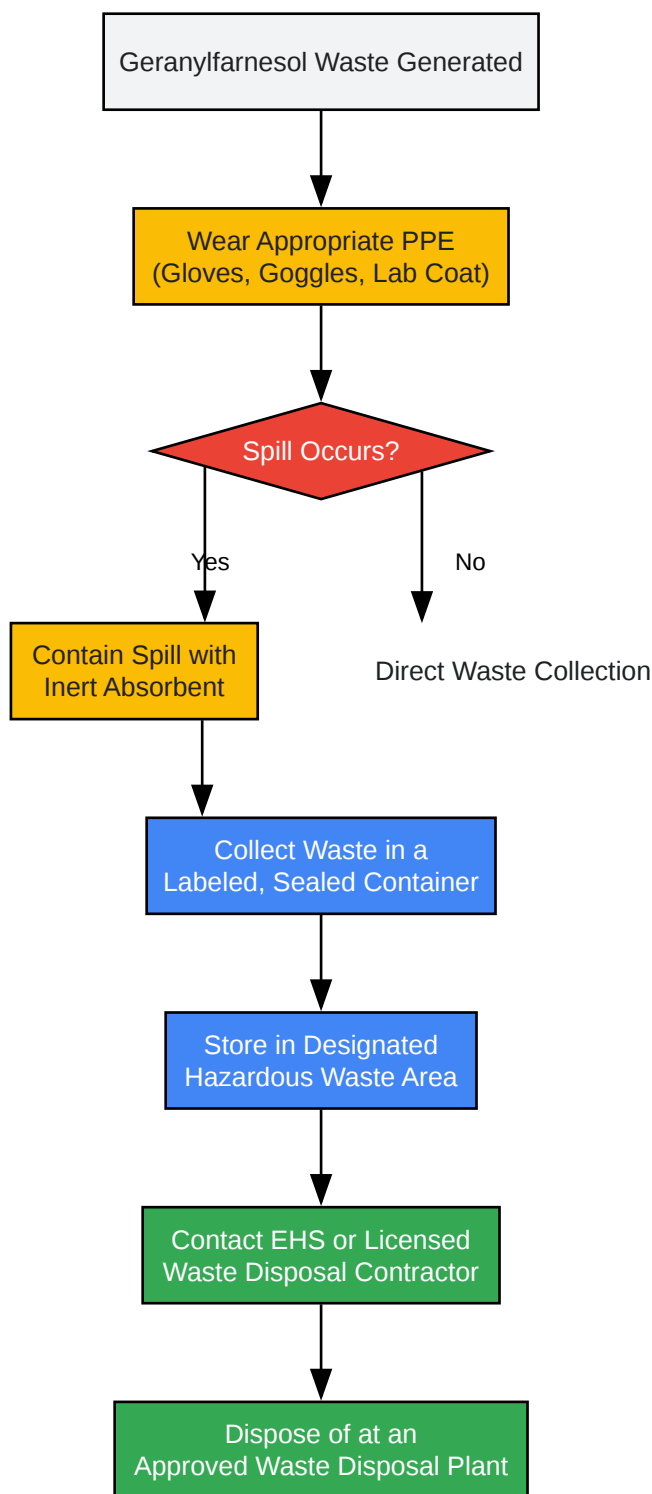 Geranylfarnesol Waste Generated
Wear Appropriate PPE
(Gloves, Goggles, Lab Coat)
Spill Occurs?
Yes
No
Contain Spill with
Inert Absorbent
Direct Waste Collection
Collect Waste in a
Labeled, Sealed Container
Store in Designated
Hazardous Waste Area
Contact EHS or Licensed
Waste Disposal Contractor
Dispose of at an
Approved Waste Disposal Plant